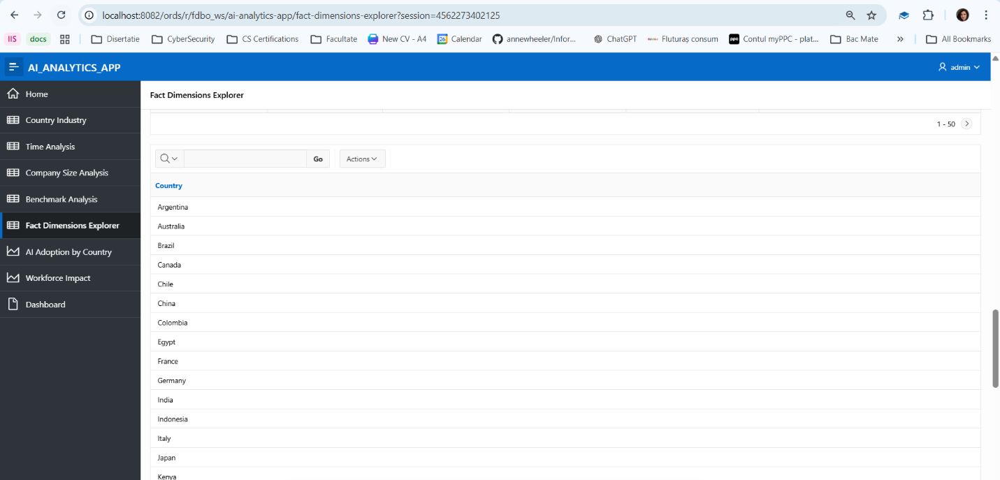 localhost:8082/ords/r/fdbo_ws/ai-analytics-app/fact-dimensions-explorer?session=4562273402125
IIS docs Disertatie CyberSecurity CS Certifications Facultate New CV - A4 26 Calendar annewheeler/Infor... ChatGPT Fluturaș consum ppc Contul myPPC - plat... Bac Mate » All Bookmarks
AI_ANALYTICS_APP admin
Home
Country Industry
Time Analysis
Company Size Analysis
Benchmark Analysis
Fact Dimensions Explorer
AI Adoption by Country
Workforce Impact
Dashboard
Fact Dimensions Explorer
1 - 50
Go Actions
Country
Argentina
Australia
Brazil
Canada
Chile
China
Colombia
Egypt
France
Germany
India
Indonesia
Italy
Japan
Kenya